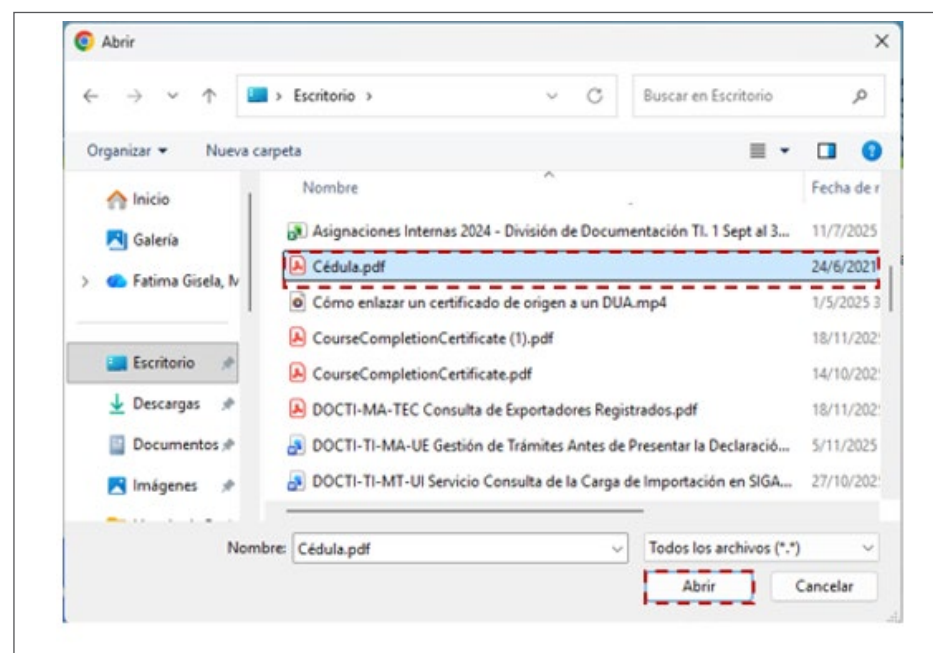 Abrir
Escritorio
Buscar en Escritorio
Organizar
Nueva carpeta
Inicio
Galería
Fatima Gisela, M
Escritorio
Descargas
Documentos
Imágenes
Nombre
Fecha de
Asignaciones Internas 2024 - División de Documentación TI. 1 Sept al 3... 11/7/2025
Cédula.pdf 24/6/2021
Cómo enlazar un certificado de origen a un DUA.mp4 1/5/2025 3
CourseCompletionCertificate (1).pdf 18/11/202
CourseCompletionCertificate.pdf 14/10/202
DOCTI-MA-TEC Consulta de Exportadores Registrados.pdf 18/11/202
DOCTI-TI-MA-UE Gestión de Trámites Antes de Presentar la Declaració... 5/11/2025
DOCTI-TI-MT-UI Servicio Consulta de la Carga de Importación en SIGA... 27/10/202
Nombre: Cédula.pdf
Todos los archivos (*.*)
Abrir
Cancelar